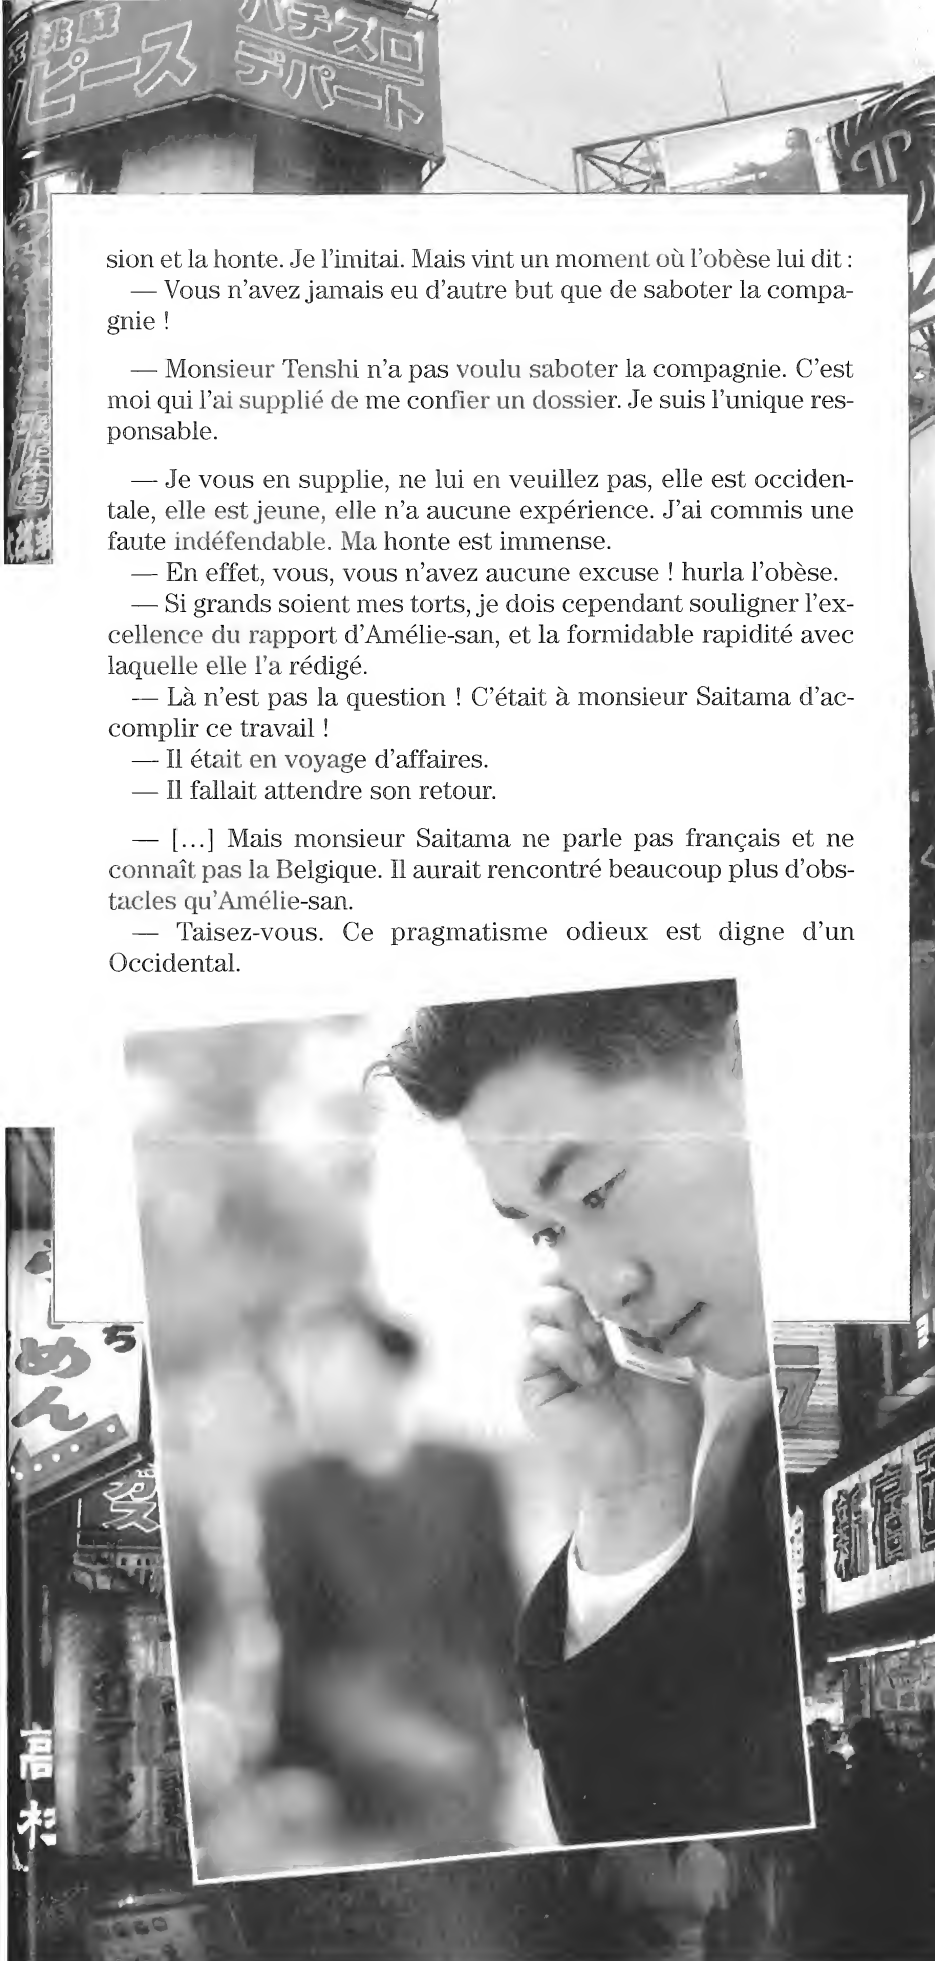 挑戦
ピース
パチスロ
デパート
sion et la honte. Je l'imitai. Mais vint un moment où l'obèse lui dit :
— Vous n'avez jamais eu d'autre but que de saboter la compa-
gnie !
— Monsieur Tenshi n'a pas voulu saboter la compagnie. C'est
moi qui l'ai supplié de me confier un dossier. Je suis l'unique res-
ponsable.
— Je vous en supplie, ne lui en veuillez pas, elle est occiden-
tale, elle est jeune, elle n'a aucune expérience. J'ai commis une
faute indéfendable. Ma honte est immense.
— En effet, vous, vous n'avez aucune excuse ! hurla l'obèse.
— Si grands soient mes torts, je dois cependant souligner l'ex-
cellence du rapport d'Amélie-san, et la formidable rapidité avec
laquelle elle l'a rédigé.
— Là n'est pas la question ! C'était à monsieur Saitama d'ac-
complir ce travail !
— Il était en voyage d'affaires.
— Il fallait attendre son retour.
— […] Mais monsieur Saitama ne parle pas français et ne
connaît pas la Belgique. Il aurait rencontré beaucoup plus d'obs-
tacles qu'Amélie-san.
— Taisez-vous. Ce pragmatisme odieux est digne d'un
Occidental.
ち
めん
ガス
新宿
高杉